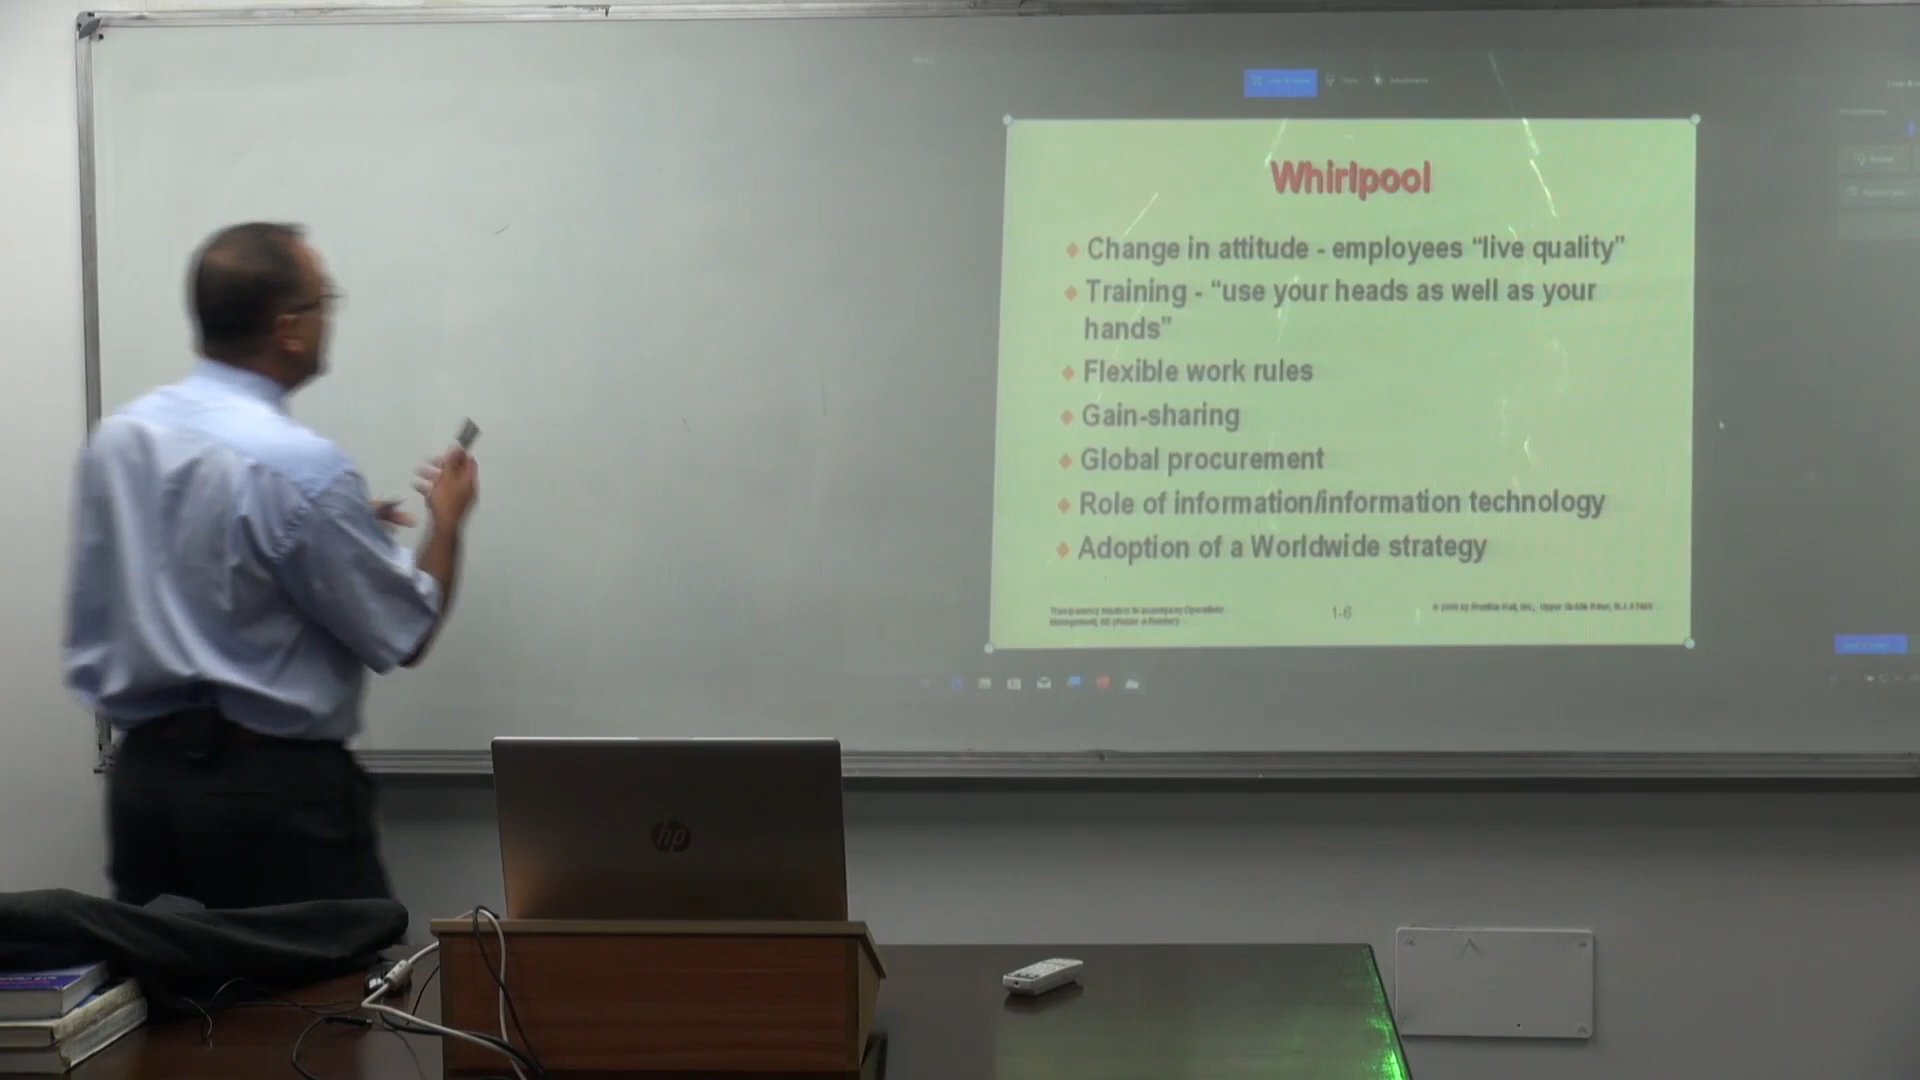 Whirlpool
Change in attitude - employees “live quality”
Training - “use your heads as well as your
hands”
Flexible work rules
Gain-sharing
Global procurement
Role of information/information technology
Adoption of a Worldwide strategy
1-6
hp